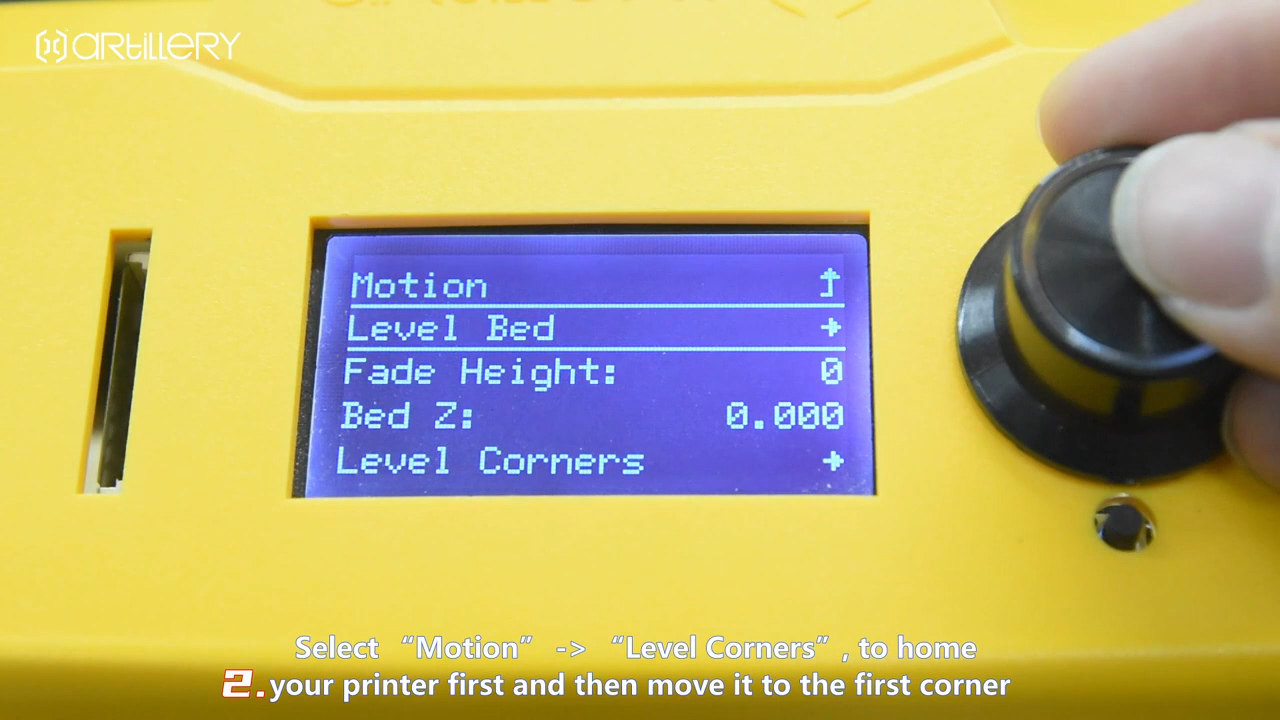 ARTILLERY
Motion
Level Bed
Fade Height: 0
Bed Z: 0.000
Level Corners
Select “Motion” -> “Level Corners”, to home
2. your printer first and then move it to the first corner